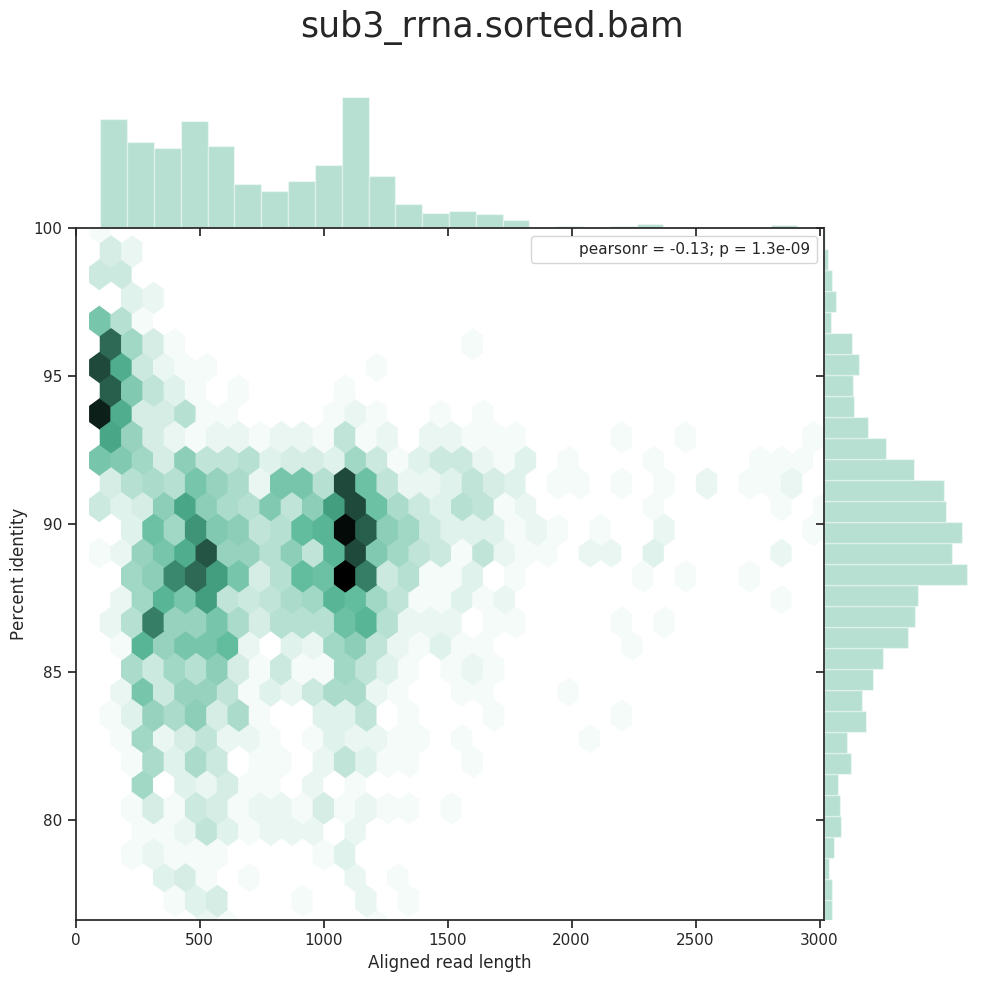 sub3_rrna.sorted.bam
pearsonr = -0.13; p = 1.3e-09
100
95
90
85
80
Percent identity
0 500 1000 1500 2000 2500 3000
Aligned read length